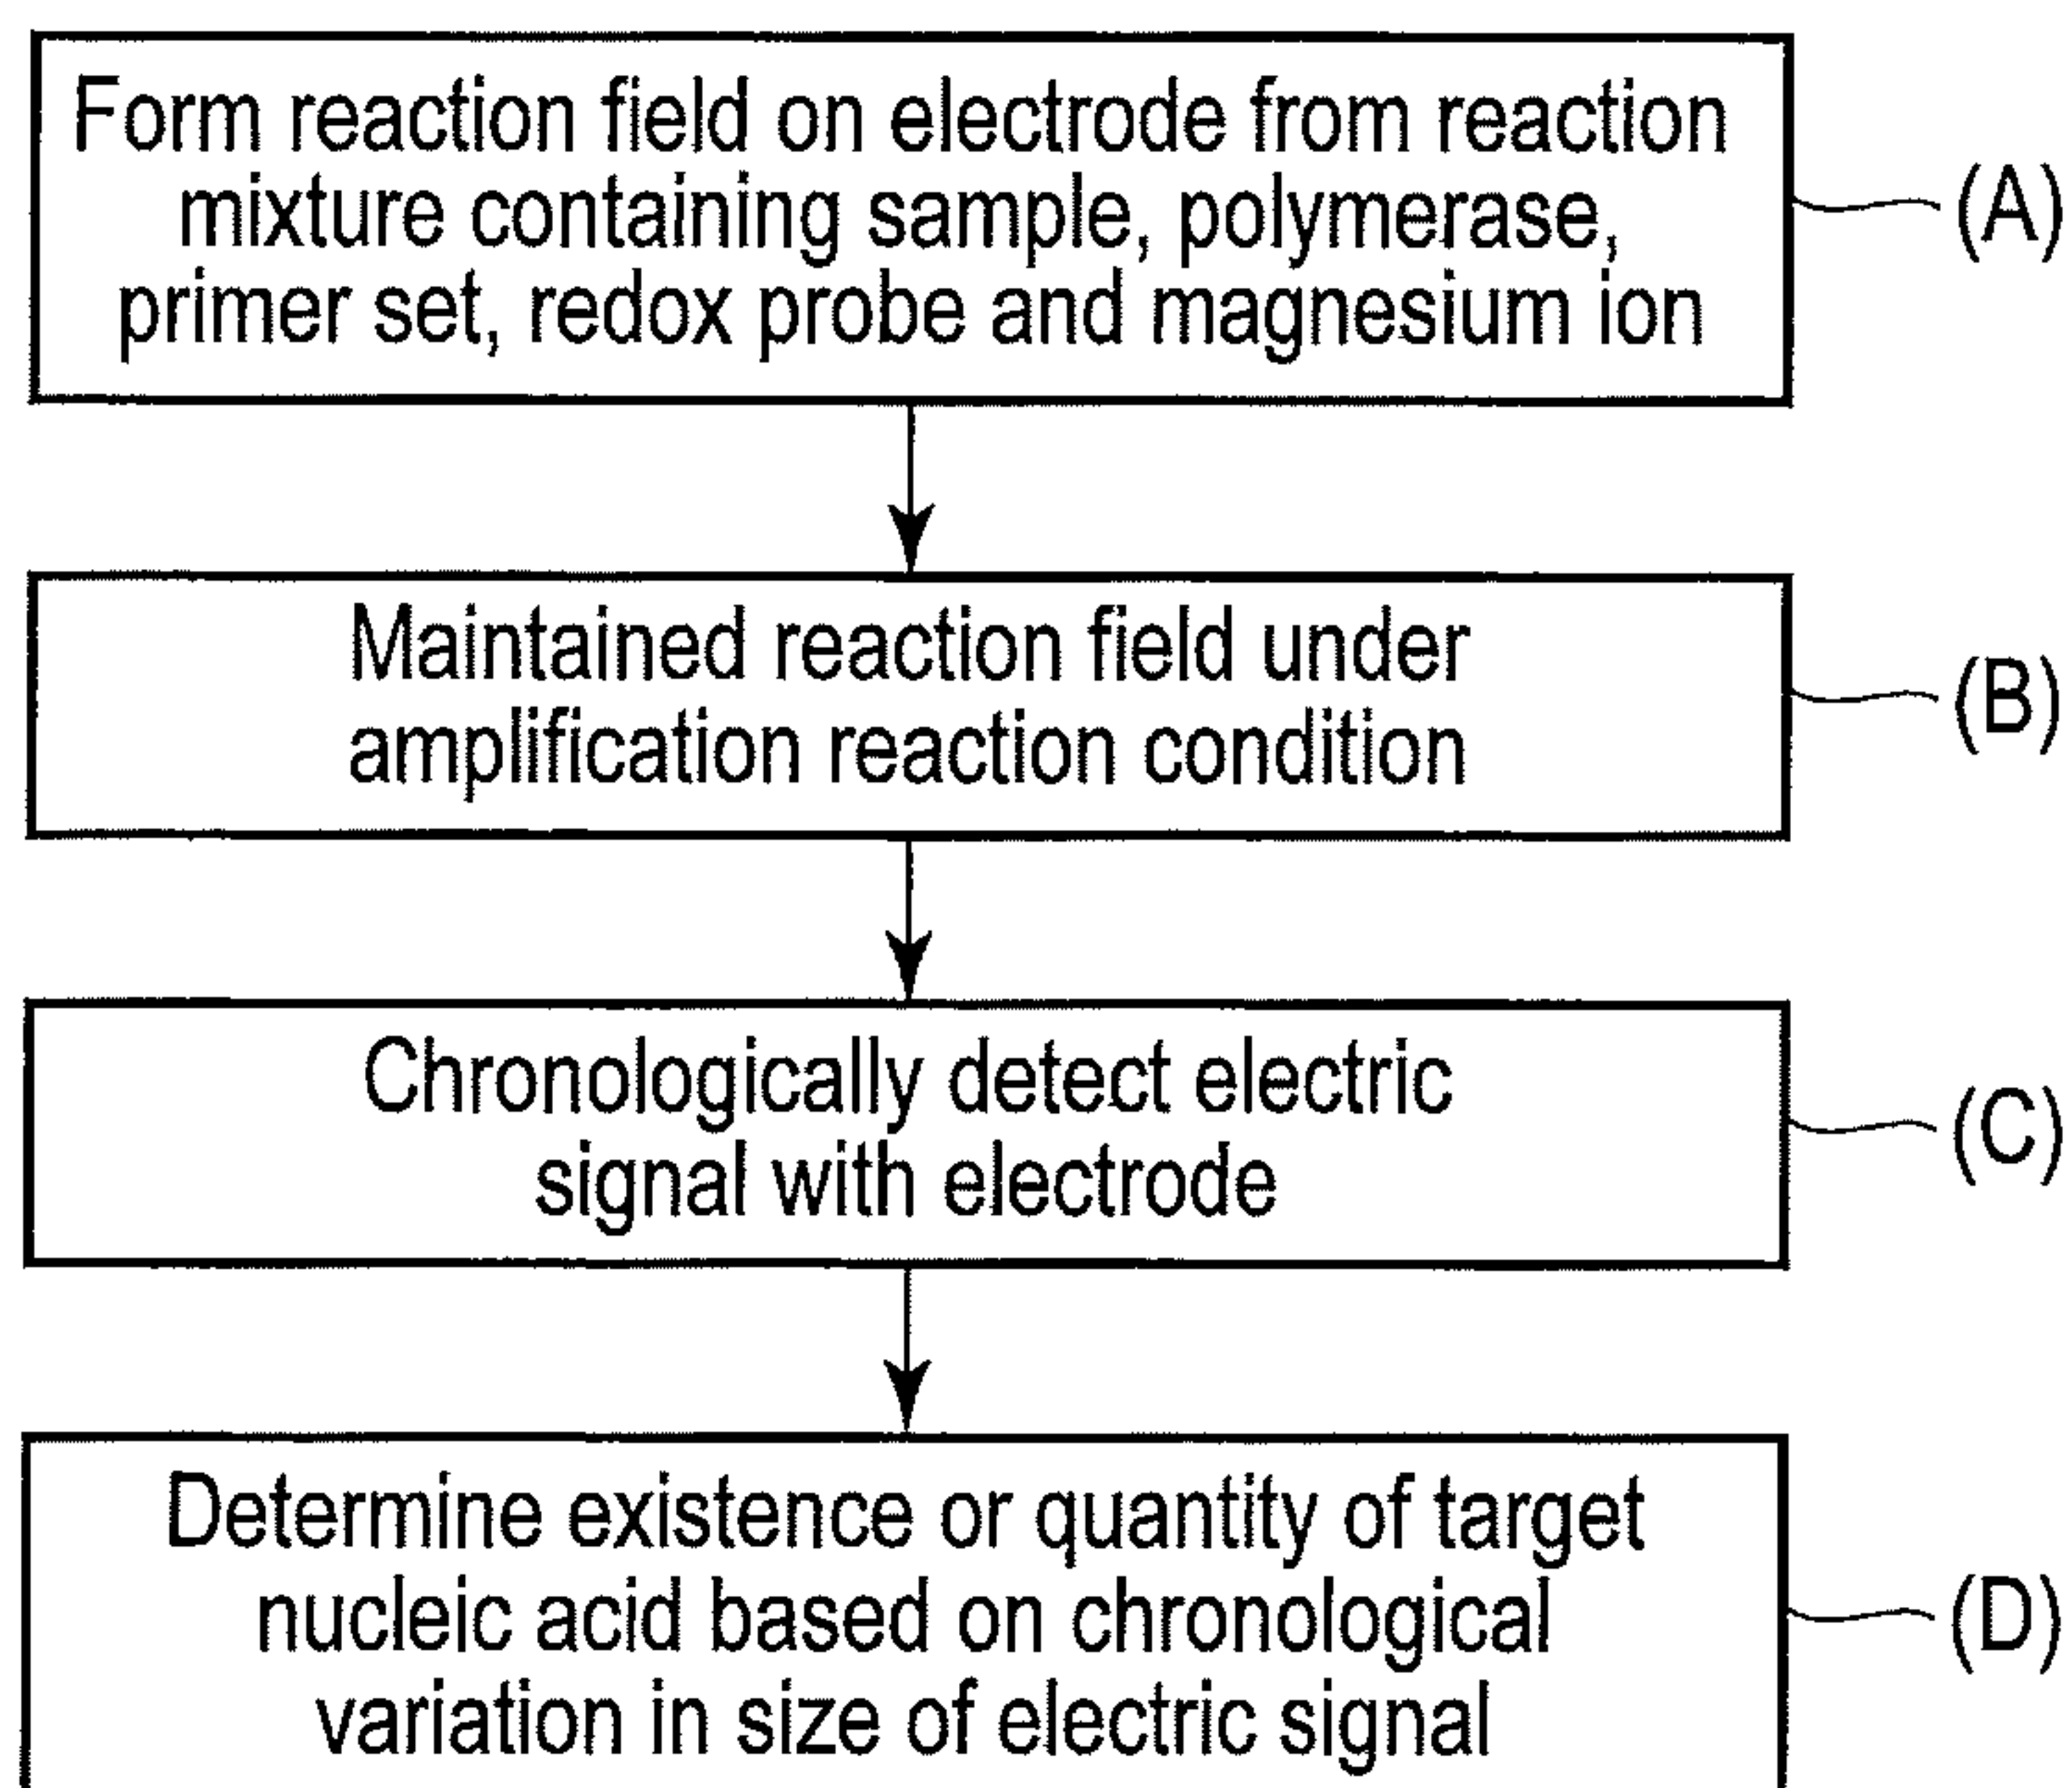 Form reaction field on electrode from reaction
mixture containing sample, polymerase,
primer set, redox probe and magnesium ion
(A)
Maintained reaction field under
amplification reaction condition
(B)
Chronologically detect electric
signal with electrode
(C)
Determine existence or quantity of target
nucleic acid based on chronological
variation in size of electric signal
(D)